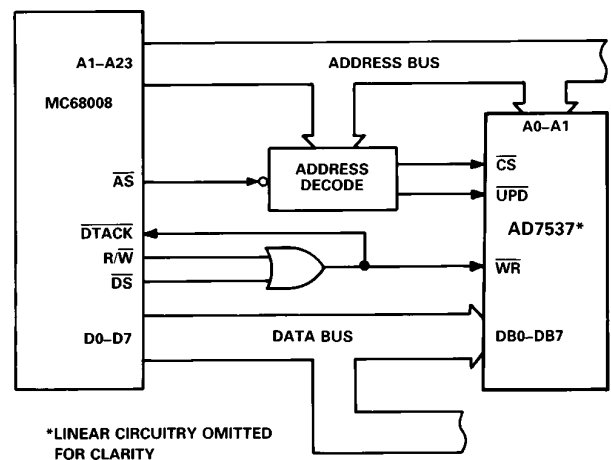 A1–A23
ADDRESS BUS
MC68008
A0–A1
AS
ADDRESS
DECODE
CS
UPD
AD7537*
DTACK
R/W
DS
WR
D0–D7
DATA BUS
DB0–DB7
*LINEAR CIRCUITRY OMITTED
FOR CLARITY